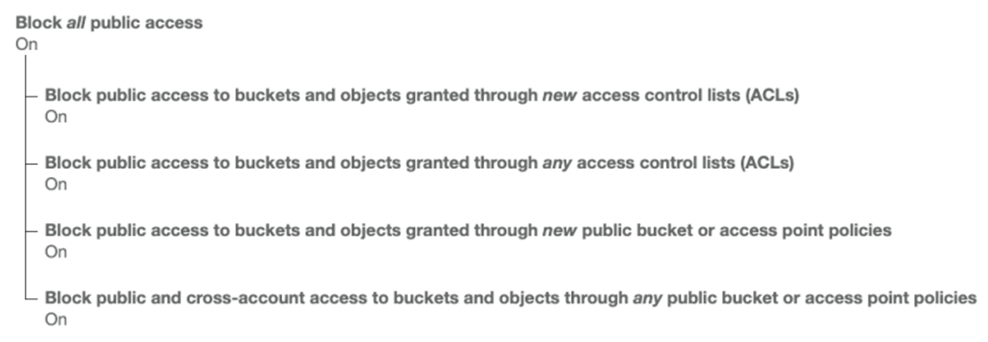 Block all public access
On
Block public access to buckets and objects granted through new access control lists (ACLs)
On
Block public access to buckets and objects granted through any access control lists (ACLs)
On
Block public access to buckets and objects granted through new public bucket or access point policies
On
Block public and cross-account access to buckets and objects through any public bucket or access point policies
On